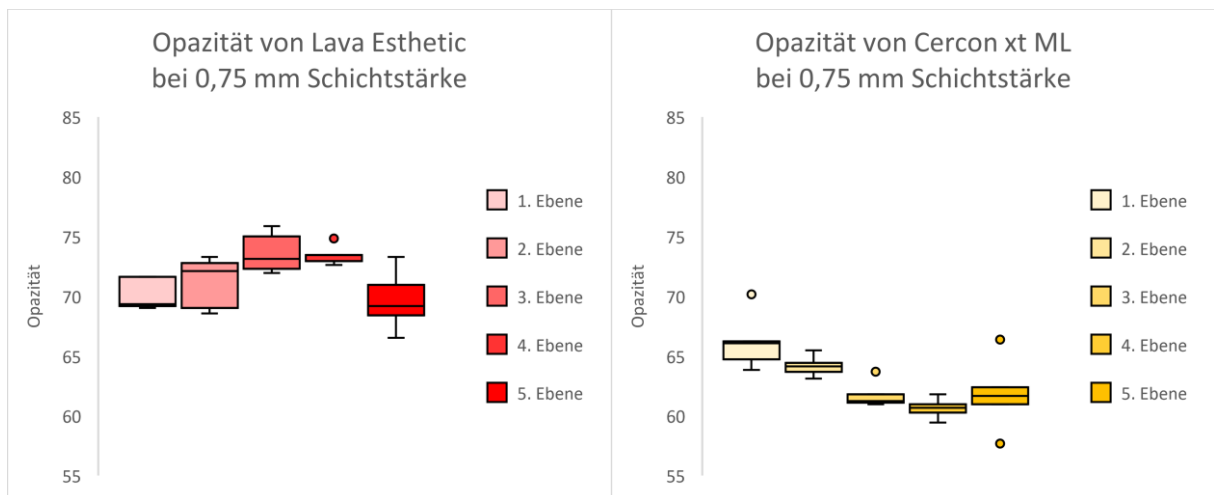 Opazität von Lava Esthetic
bei 0,75 mm Schichtstärke
85
80
75
70
65
60
55
Opazität
1. Ebene
2. Ebene
3. Ebene
4. Ebene
5. Ebene
Opazität von Cercon xt ML
bei 0,75 mm Schichtstärke
85
80
75
70
65
60
55
Opazität
1. Ebene
2. Ebene
3. Ebene
4. Ebene
5. Ebene